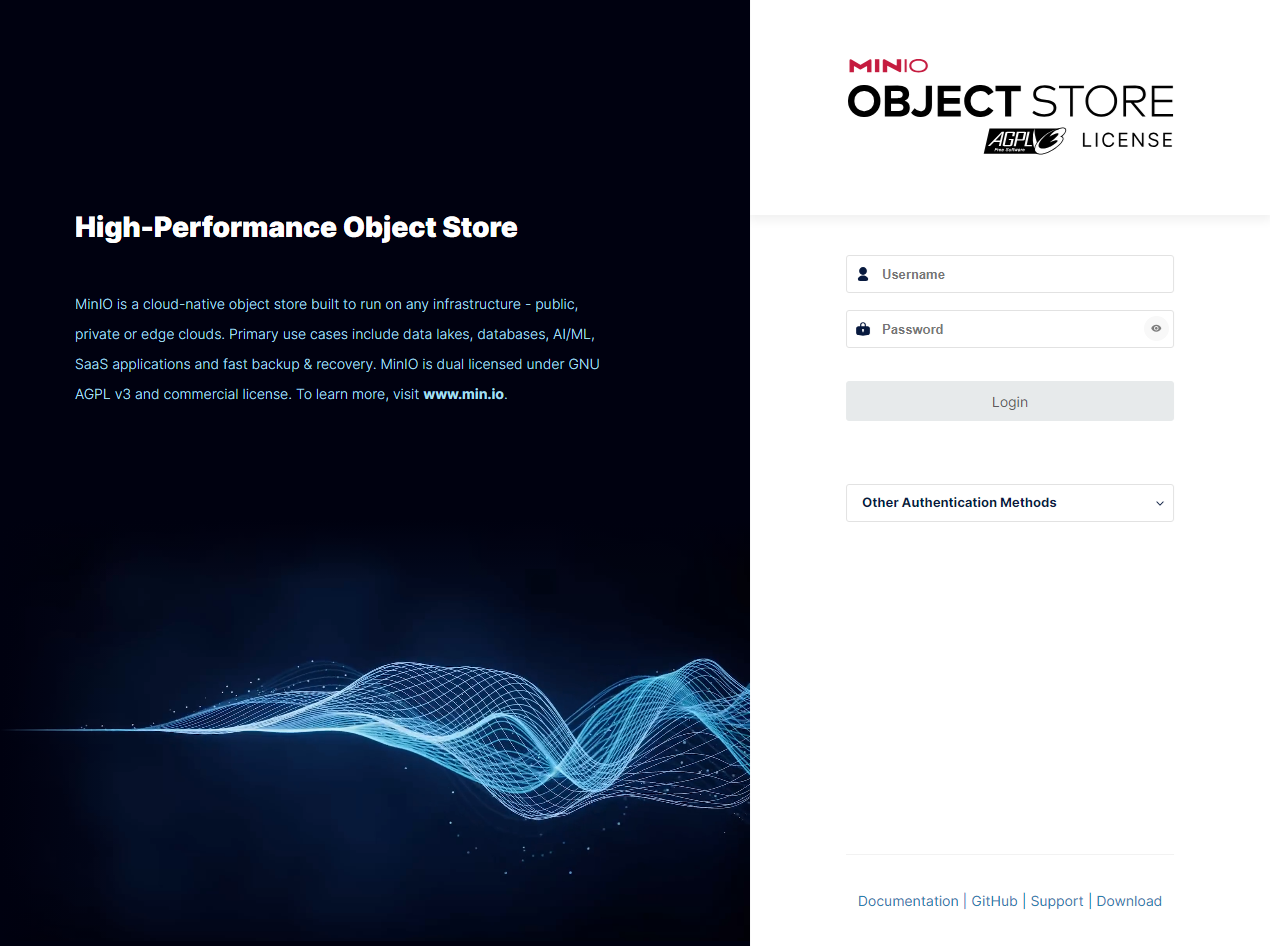 High-Performance Object Store
MinIO is a cloud-native object store built to run on any infrastructure - public,
private or edge clouds. Primary use cases include data lakes, databases, AI/ML,
SaaS applications and fast backup & recovery. MinIO is dual licensed under GNU
AGPL v3 and commercial license. To learn more, visit www.min.io.
MINIO
OBJECT STORE
AGPLV3 LICENSE
Free Software
Username
Password
Login
Other Authentication Methods
Documentation | GitHub | Support | Download